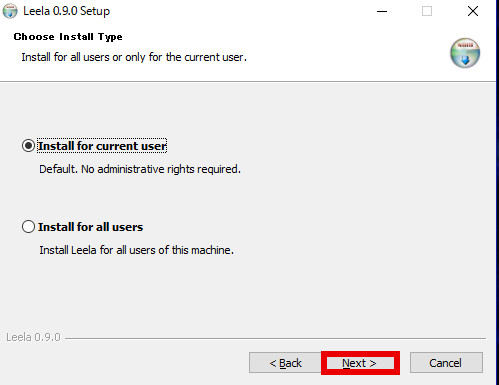 Leela 0.9.0 Setup
Choose Install Type
Install for all users or only for the current user.
Install for current user
Default. No administrative rights required.
Install for all users
Install Leela for all users of this machine.
Leela 0.9.0
< Back Next > Cancel